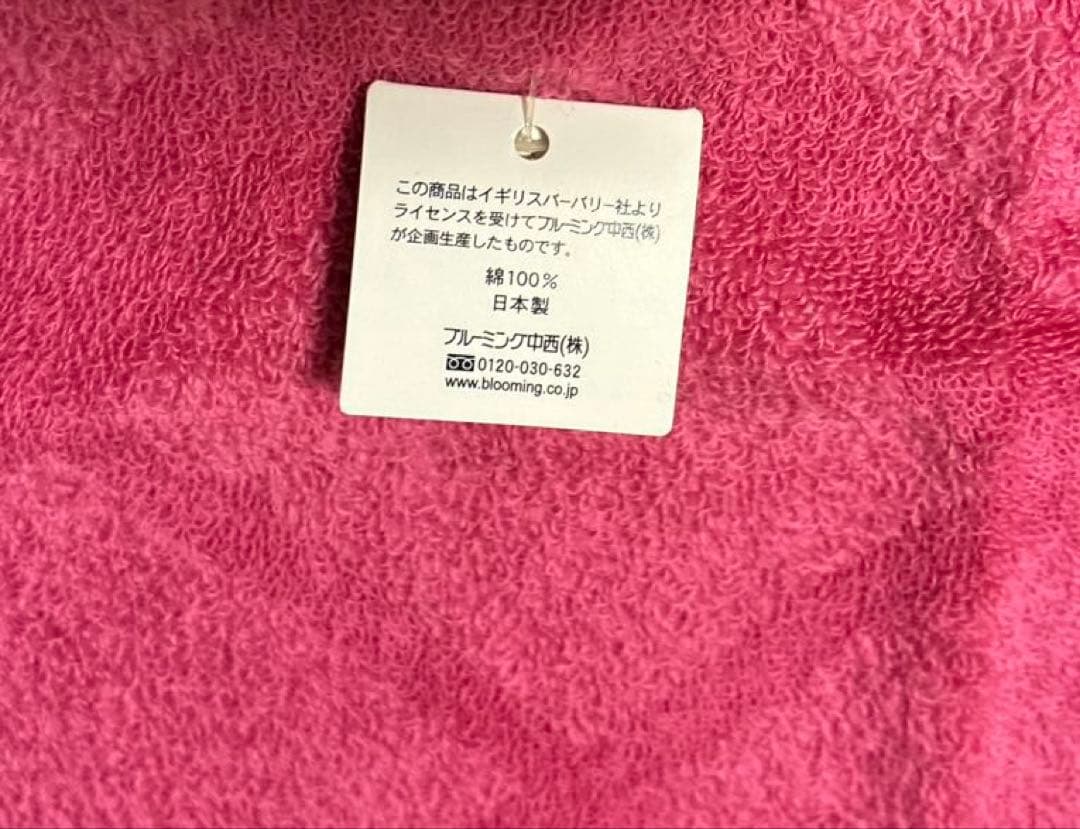 この商品はイギリスバーバリー社より
ライセンスを受けてブルーミング中西(株)
が企画生産したものです。
綿100%
日本製
ブルーミング中西(株)
0120-030-632
www.blooming.co.jp